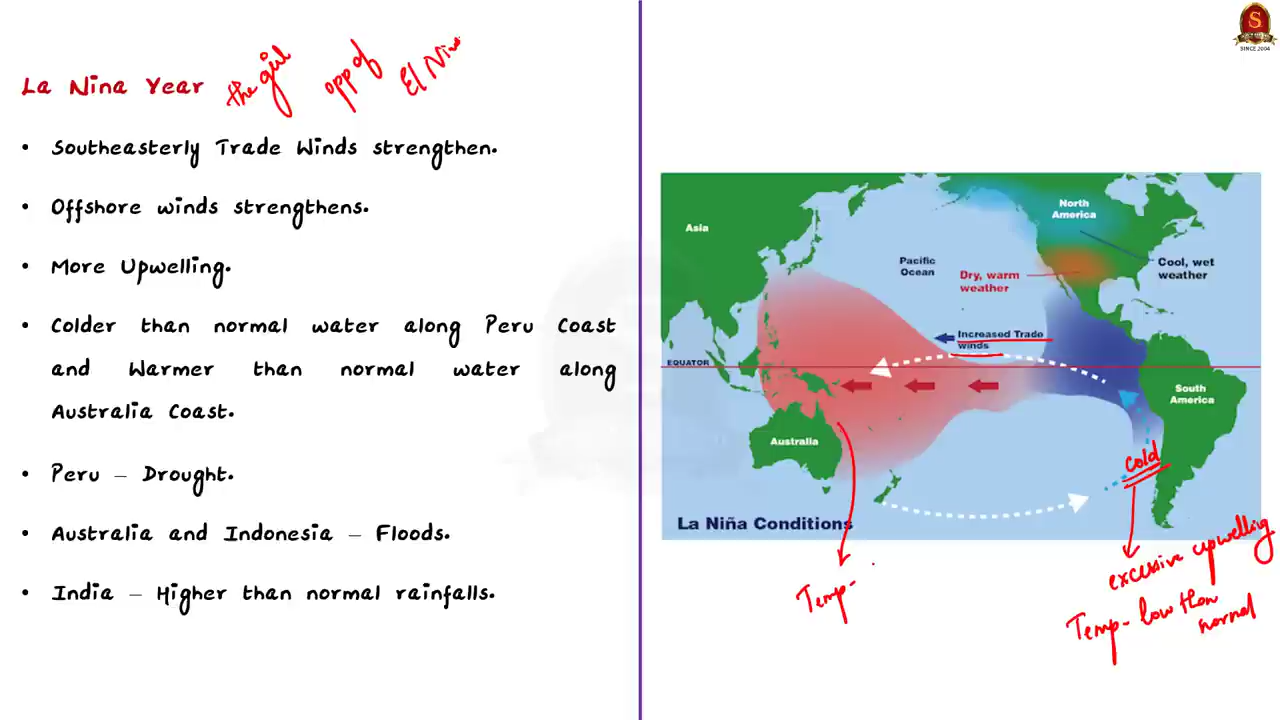 SINCE 2004
La Nina Year
the girl
opp of
El Nino
• Southeasterly Trade Winds strengthen.
• Offshore winds strengthens.
• More Upwelling.
• Colder than normal water along Peru Coast
and Warmer than normal water along
Australia Coast.
• Peru – Drought.
• Australia and Indonesia – Floods.
• India – Higher than normal rainfalls.
Asia
North
America
Pacific
Ocean
Dry, warm
weather
Cool, wet
weather
Increased Trade
winds
EQUATOR
South
America
Australia
cold
La Niña Conditions
excessive upwelling
Temp-
Temp- low than
normal